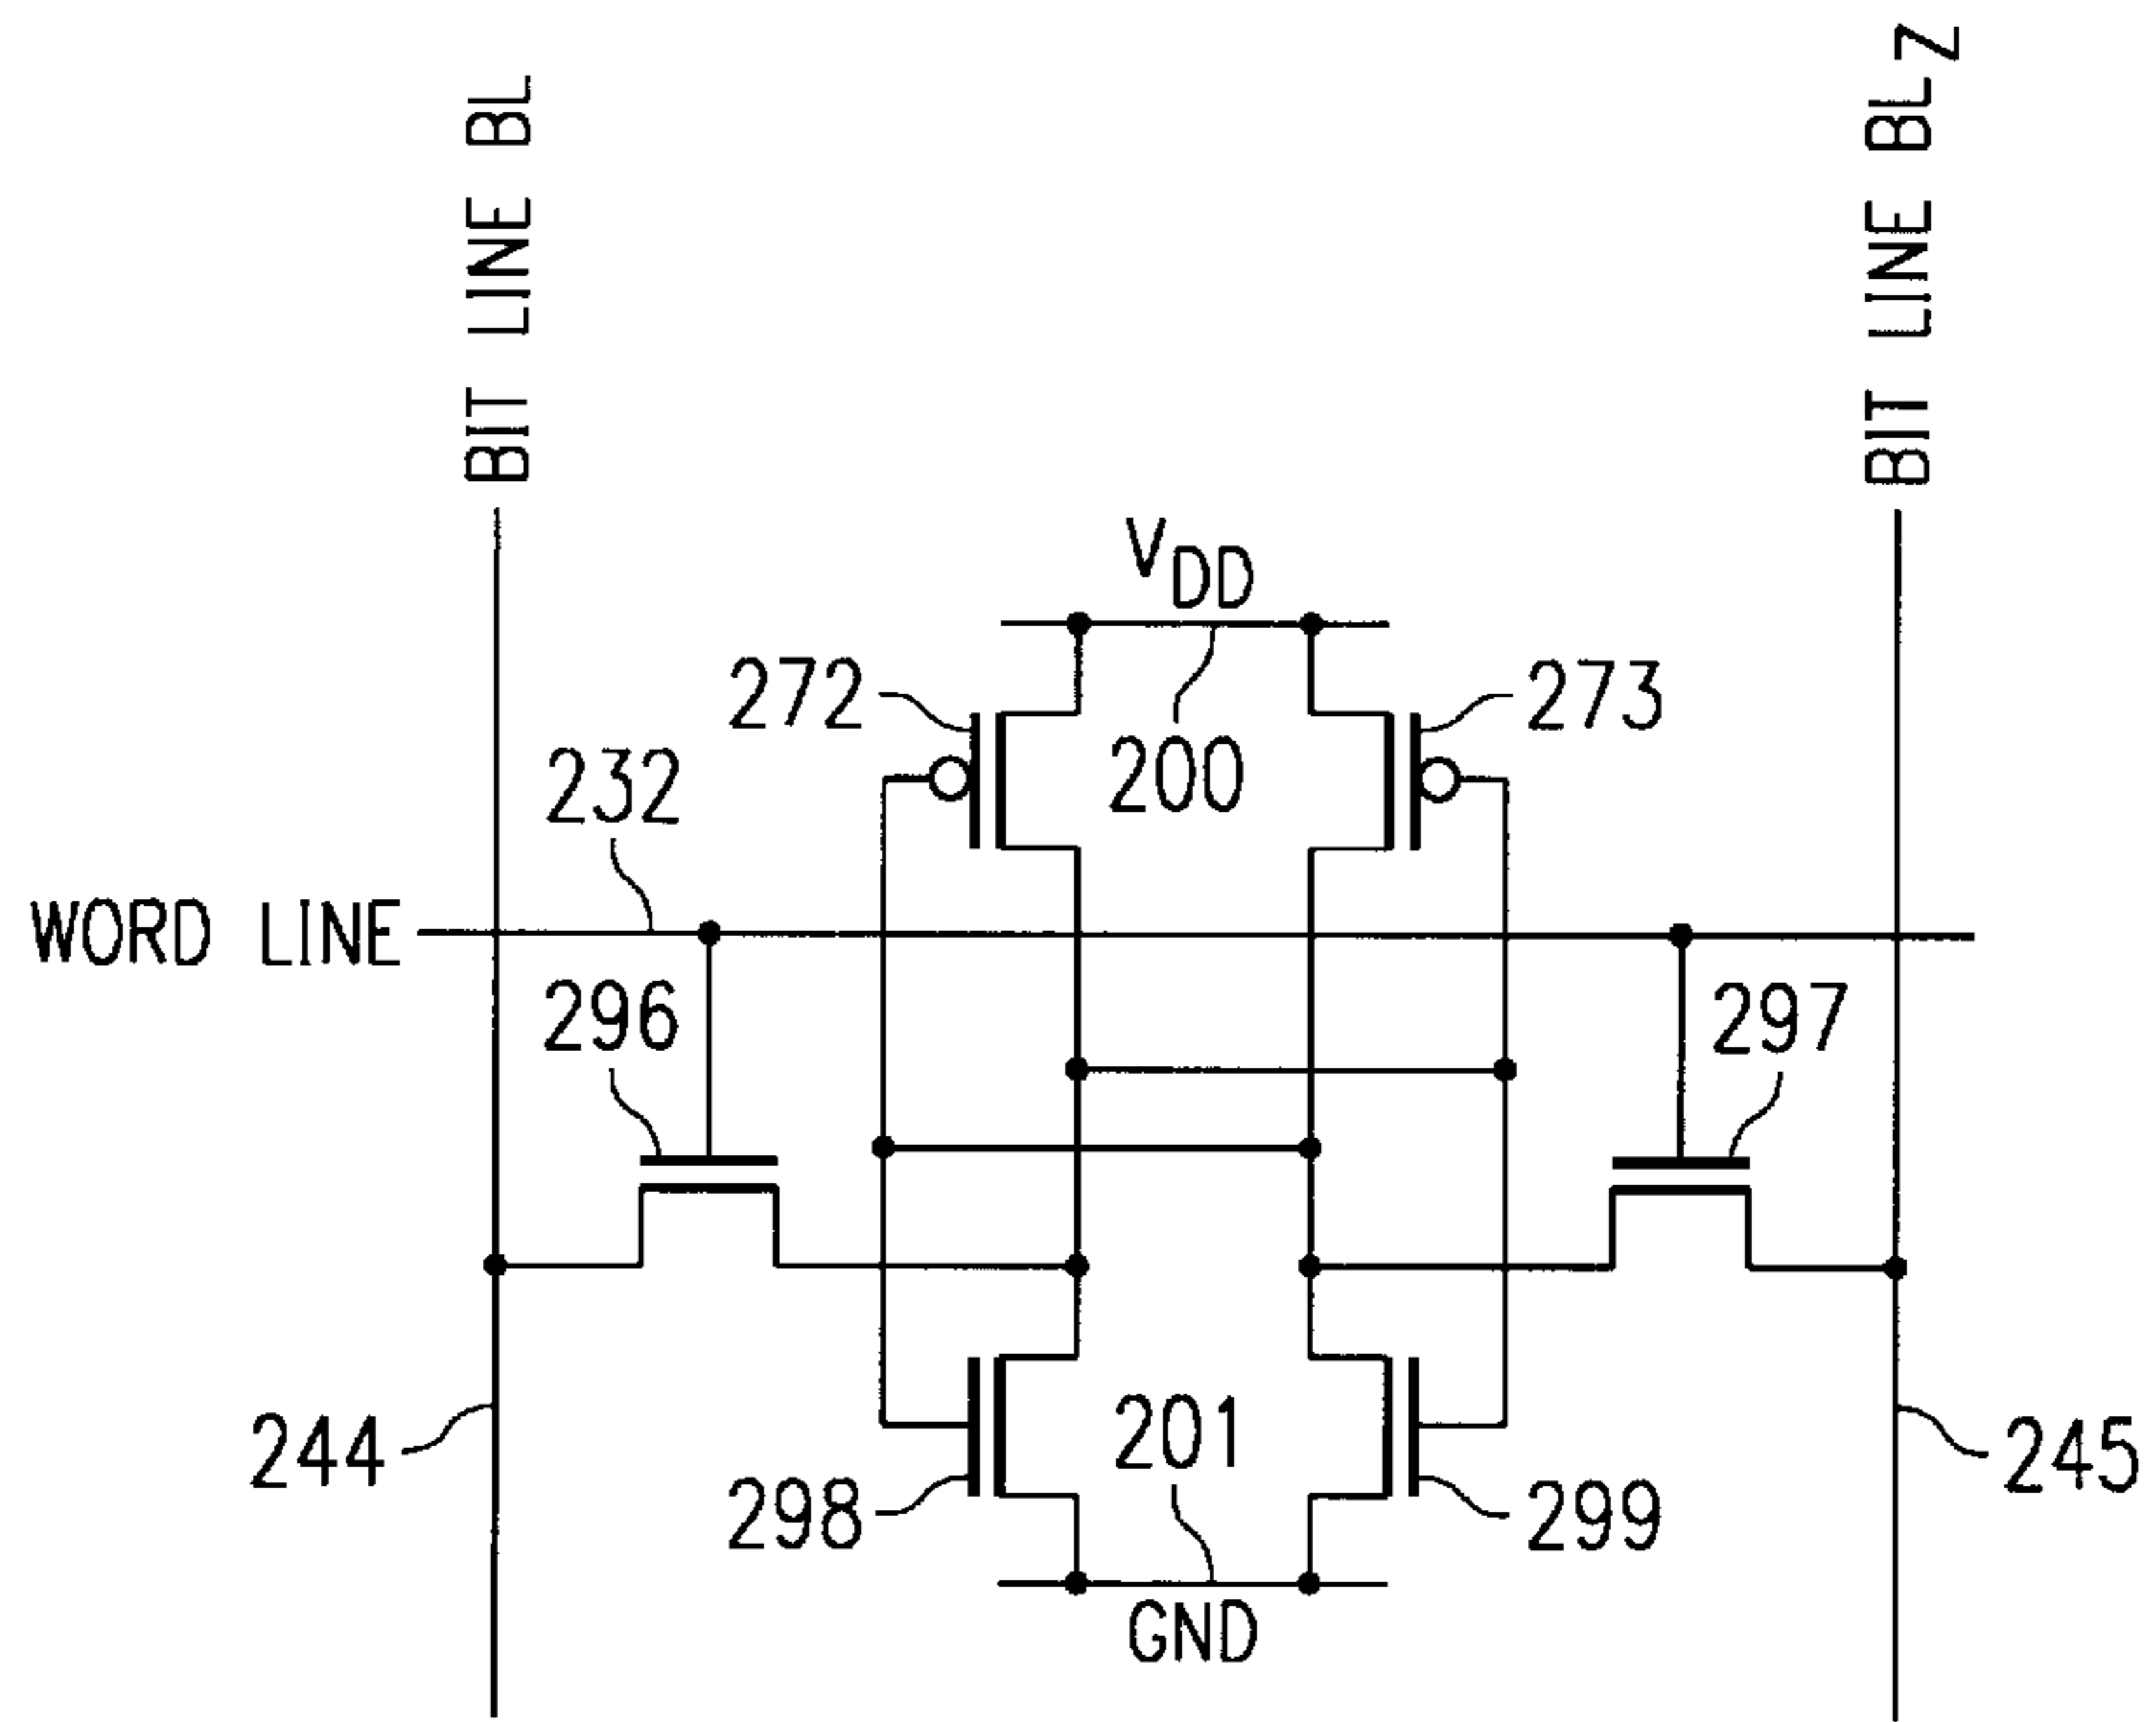 BIT LINE BL
BIT LINE BLZ
VDD
272
273
200
232
WORD LINE
296
297
244
298
201
299
245
GND